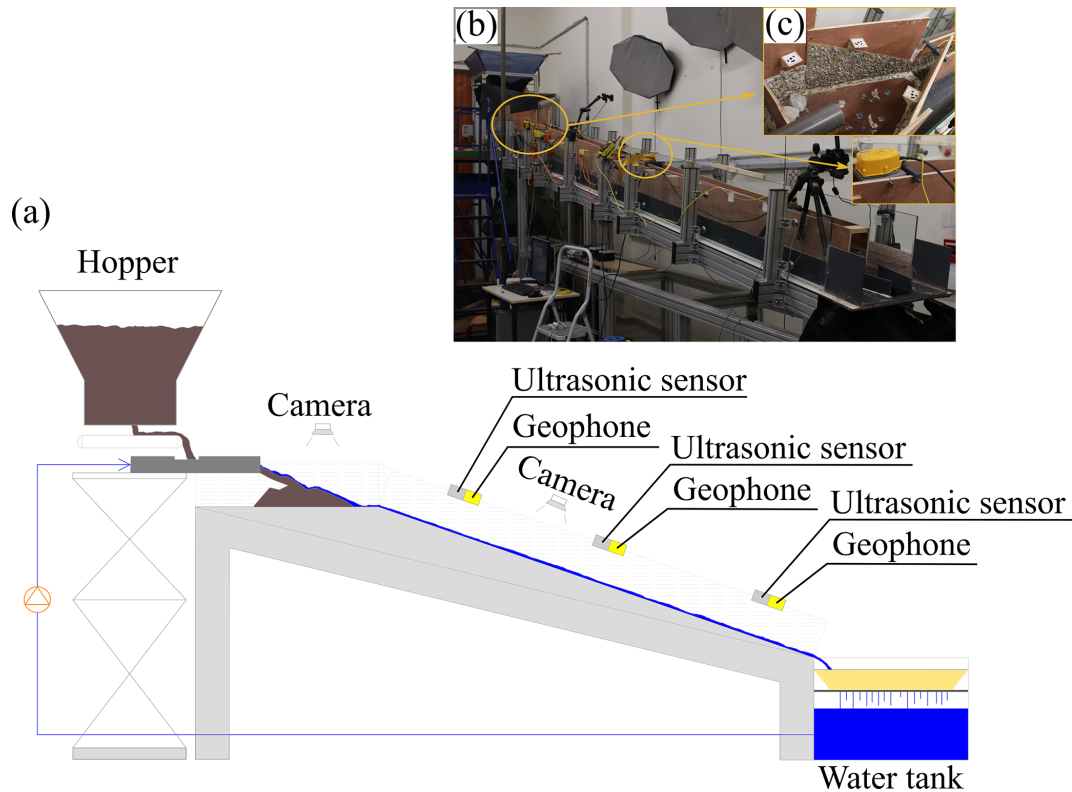 (b)
(c)
(a)
Hopper
Camera
Ultrasonic sensor
Geophone
Camera
Ultrasonic sensor
Geophone
Ultrasonic sensor
Geophone
Water tank